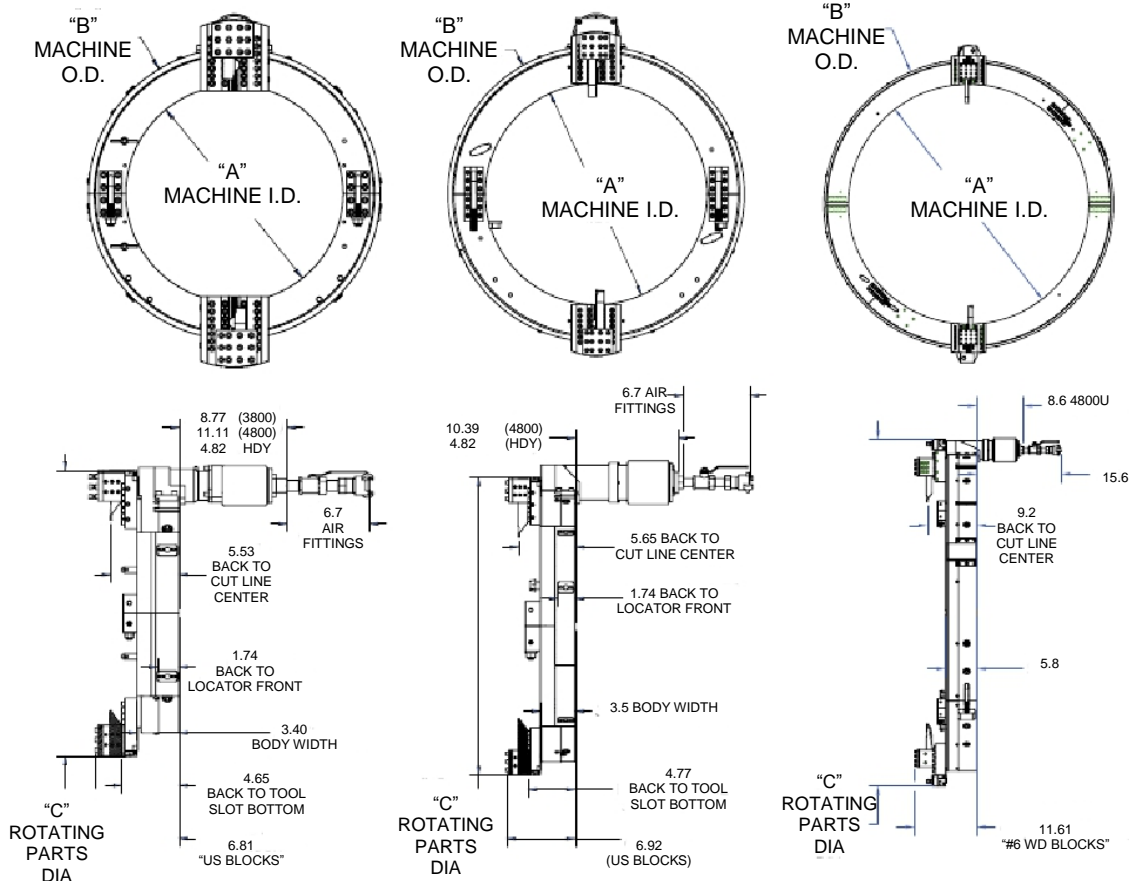 “B”
MACHINE
O.D.
“A”
MACHINE I.D.
“B”
MACHINE
O.D.
“A”
MACHINE I.D.
“B”
MACHINE
O.D.
“A”
MACHINE I.D.
8.77 (3800)
11.11 (4800)
4.82 HDY
6.7
AIR
FITTINGS
5.53
BACK TO
CUT LINE
CENTER
1.74
BACK TO
LOCATOR FRONT
3.40
BODY WIDTH
4.65
BACK TO TOOL
SLOT BOTTOM
“C”
ROTATING
PARTS
DIA
6.81
“US BLOCKS”
6.7 AIR
FITTINGS
10.39 (4800)
4.82 (HDY)
5.65 BACK TO
CUT LINE CENTER
1.74 BACK TO
LOCATOR FRONT
3.5 BODY WIDTH
4.77
BACK TO TOOL
SLOT BOTTOM
“C”
ROTATING
PARTS
DIA
6.92
(US BLOCKS)
8.6 4800U
15.6
9.2
BACK TO
CUT LINE
CENTER
5.8
“C”
ROTATING
PARTS
DIA
11.61
“#6 WD BLOCKS”